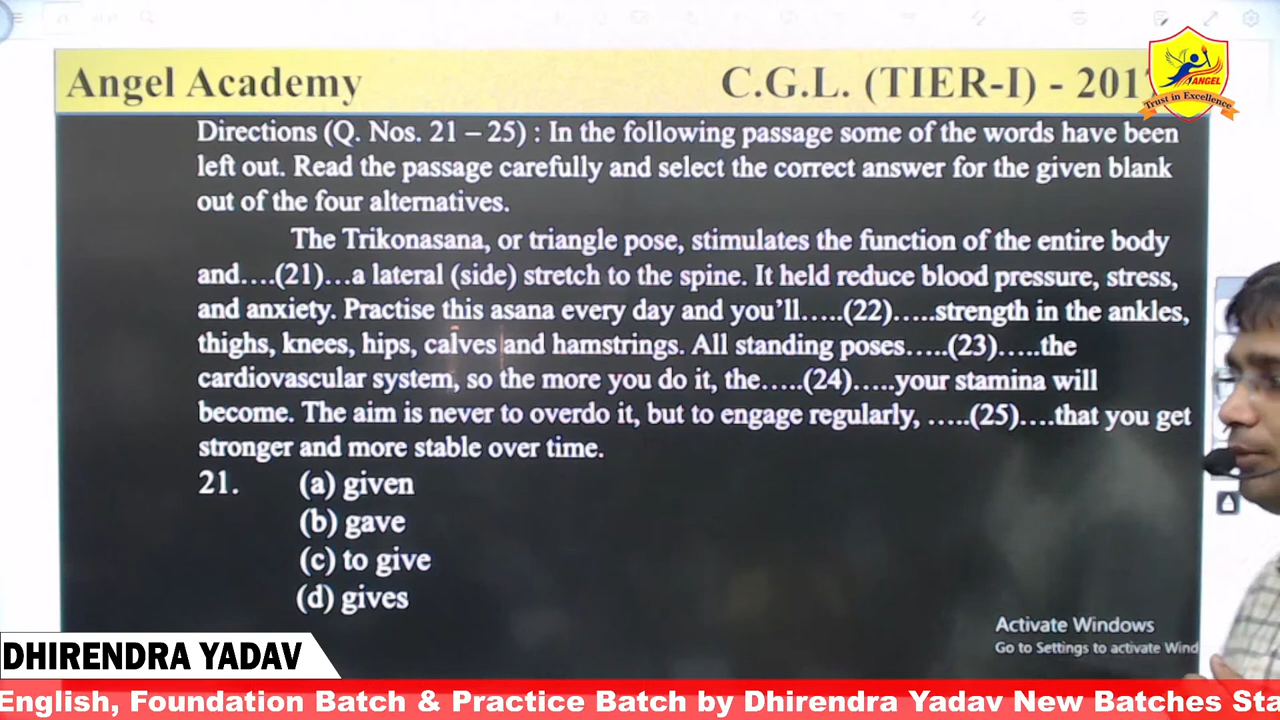 Angel Academy
C.G.L. (TIER-I) - 201
ANGEL
Trust in Excellence
Directions (Q. Nos. 21 – 25) : In the following passage some of the words have been
left out. Read the passage carefully and select the correct answer for the given blank
out of the four alternatives.
The Trikonasana, or triangle pose, stimulates the function of the entire body
and....(21)...a lateral (side) stretch to the spine. It held reduce blood pressure, stress,
and anxiety. Practise this asana every day and you'll.....(22).....strength in the ankles,
thighs, knees, hips, calves and hamstrings. All standing poses.....(23).....the
cardiovascular system, so the more you do it, the.....(24).....your stamina will
become. The aim is never to overdo it, but to engage regularly, .....(25)....that you get
stronger and more stable over time.
21. (a) given
(b) gave
(c) to give
(d) gives
Activate Windows
Go to Settings to activate Wind
DHIRENDRA YADAV
English, Foundation Batch & Practice Batch by Dhirendra Yadav New Batches Sta